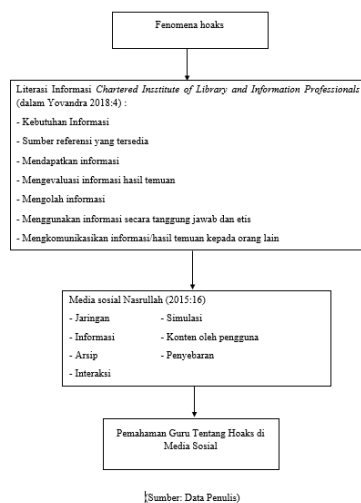 Fenomena hoaks
Literasi Informasi Chartered Insstitute of Library and Information Professionals
(dalam Yovandra 2018:4) :
- Kebutuhan Informasi
- Sumber referensi yang tersedia
- Mendapatkan informasi
- Mengevaluasi informasi hasil temuan
- Mengolah informasi
- Menggunakan informasi secara tanggung jawab dan etis
- Mengkomunikasikan informasi/hasil temuan kepada orang lain
Media sosial Nasrullah (2015:16)
- Jaringan - Simulasi
- Informasi - Konten oleh pengguna
- Arsip - Penyebaran
- Interaksi
Pemahaman Guru Tentang Hoaks di
Media Sosial
(Sumber: Data Penulis)